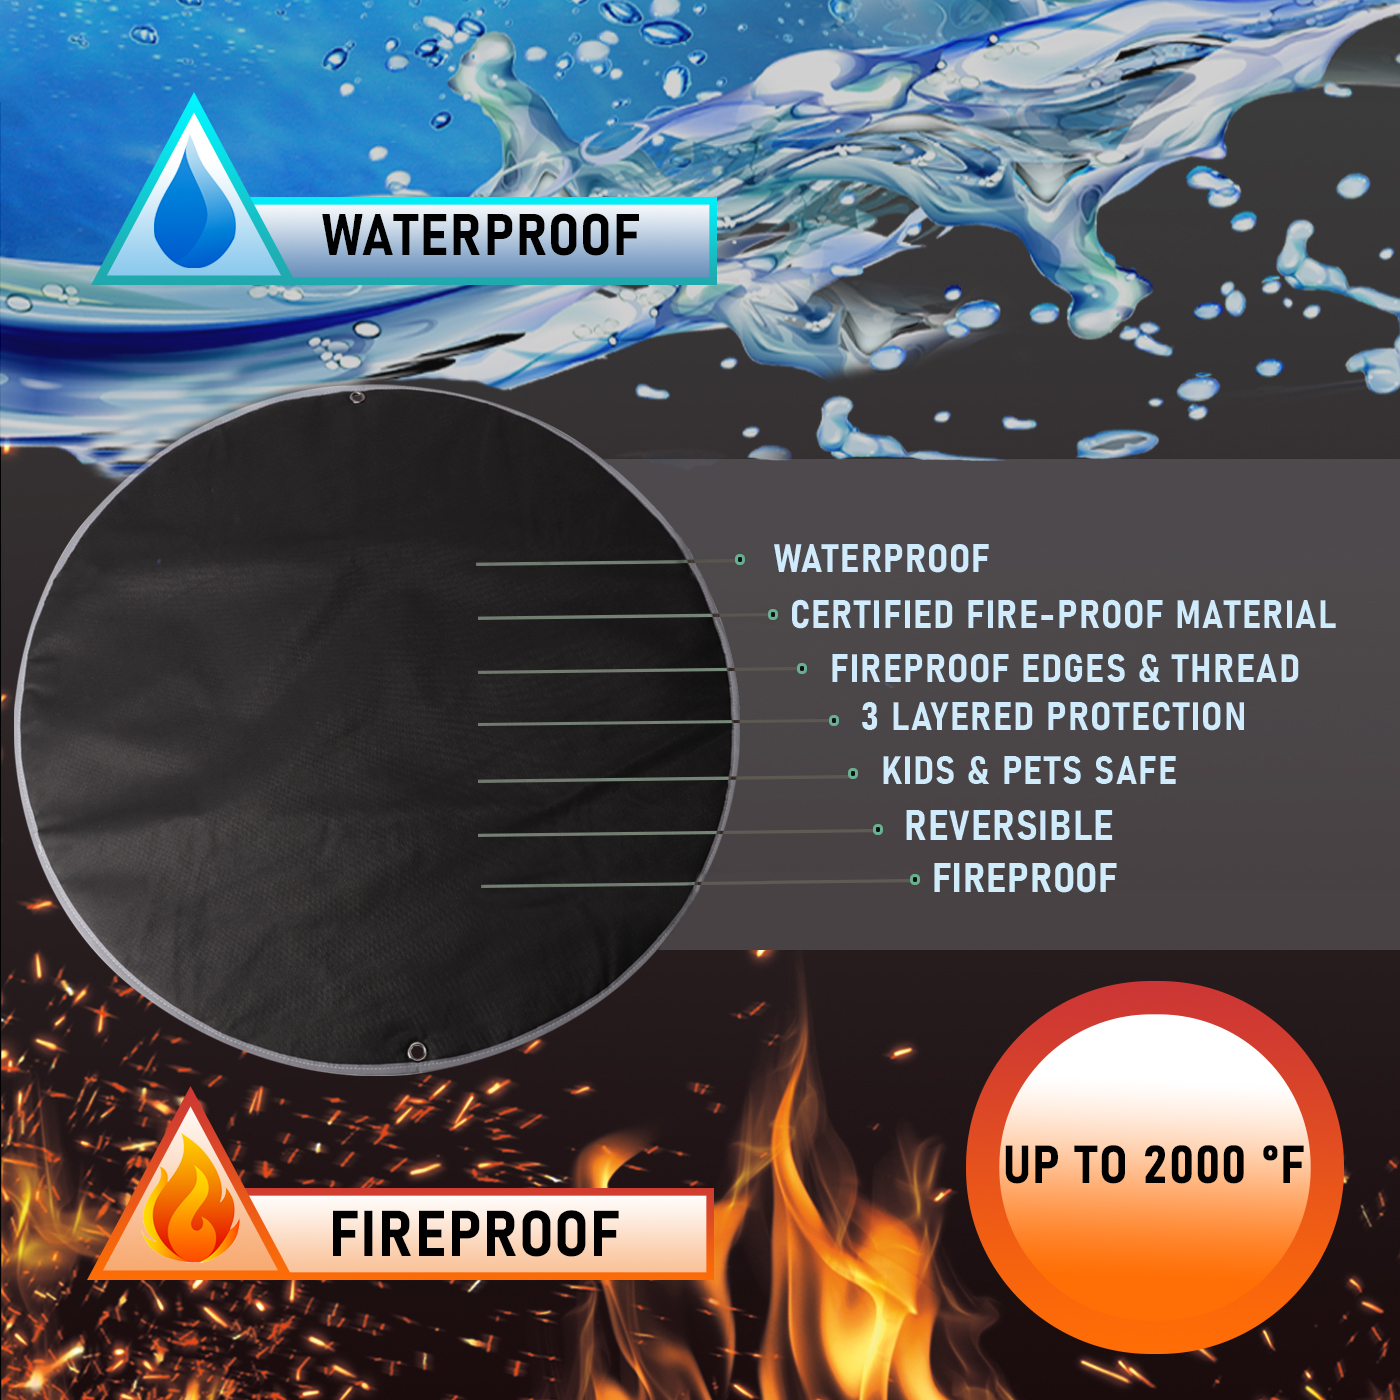 WATERPROOF
WATERPROOF
CERTIFIED FIRE-PROOF MATERIAL
FIREPROOF EDGES & THREAD
3 LAYERED PROTECTION
KIDS & PETS SAFE
REVERSIBLE
FIREPROOF
UP TO 2000 °F
FIREPROOF